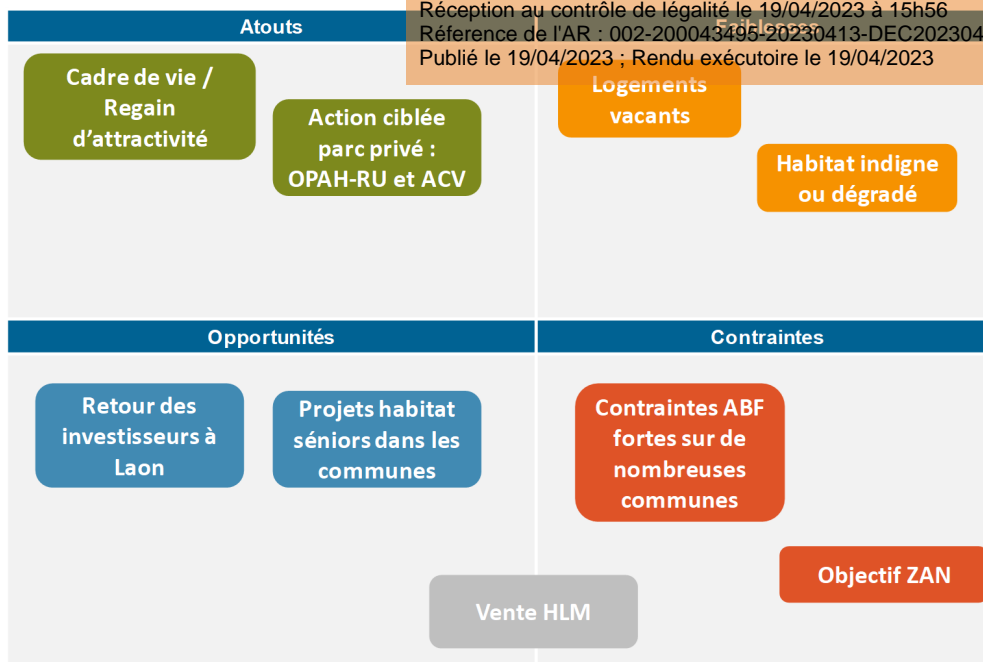 Réception au contrôle de légalité le 19/04/2023 à 15h56
Réference de l'AR : 002-200043495-20230413-DEC202304
Publié le 19/04/2023 ; Rendu exécutoire le 19/04/2023
Atouts
Faiblesses
Cadre de vie /
Regain
d'attractivité
Action ciblée
parc privé :
OPAH-RU et ACV
Logements
vacants
Habitat indigne
ou dégradé
Opportunités
Contraintes
Retour des
investisseurs à
Laon
Projets habitat
séniors dans les
communes
Contraintes ABF
fortes sur de
nombreuses
communes
Objectif ZAN
Vente HLM